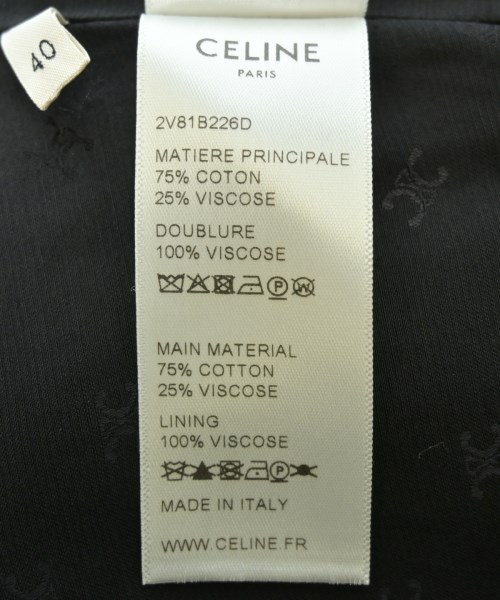 40
CELINE
PARIS
2V81B226D
MATIERE PRINCIPALE
75% COTON
25% VISCOSE
DOUBLURE
100% VISCOSE
P W
MAIN MATERIAL
75% COTTON
25% VISCOSE
LINING
100% VISCOSE
P
MADE IN ITALY
WWW.CELINE.FR